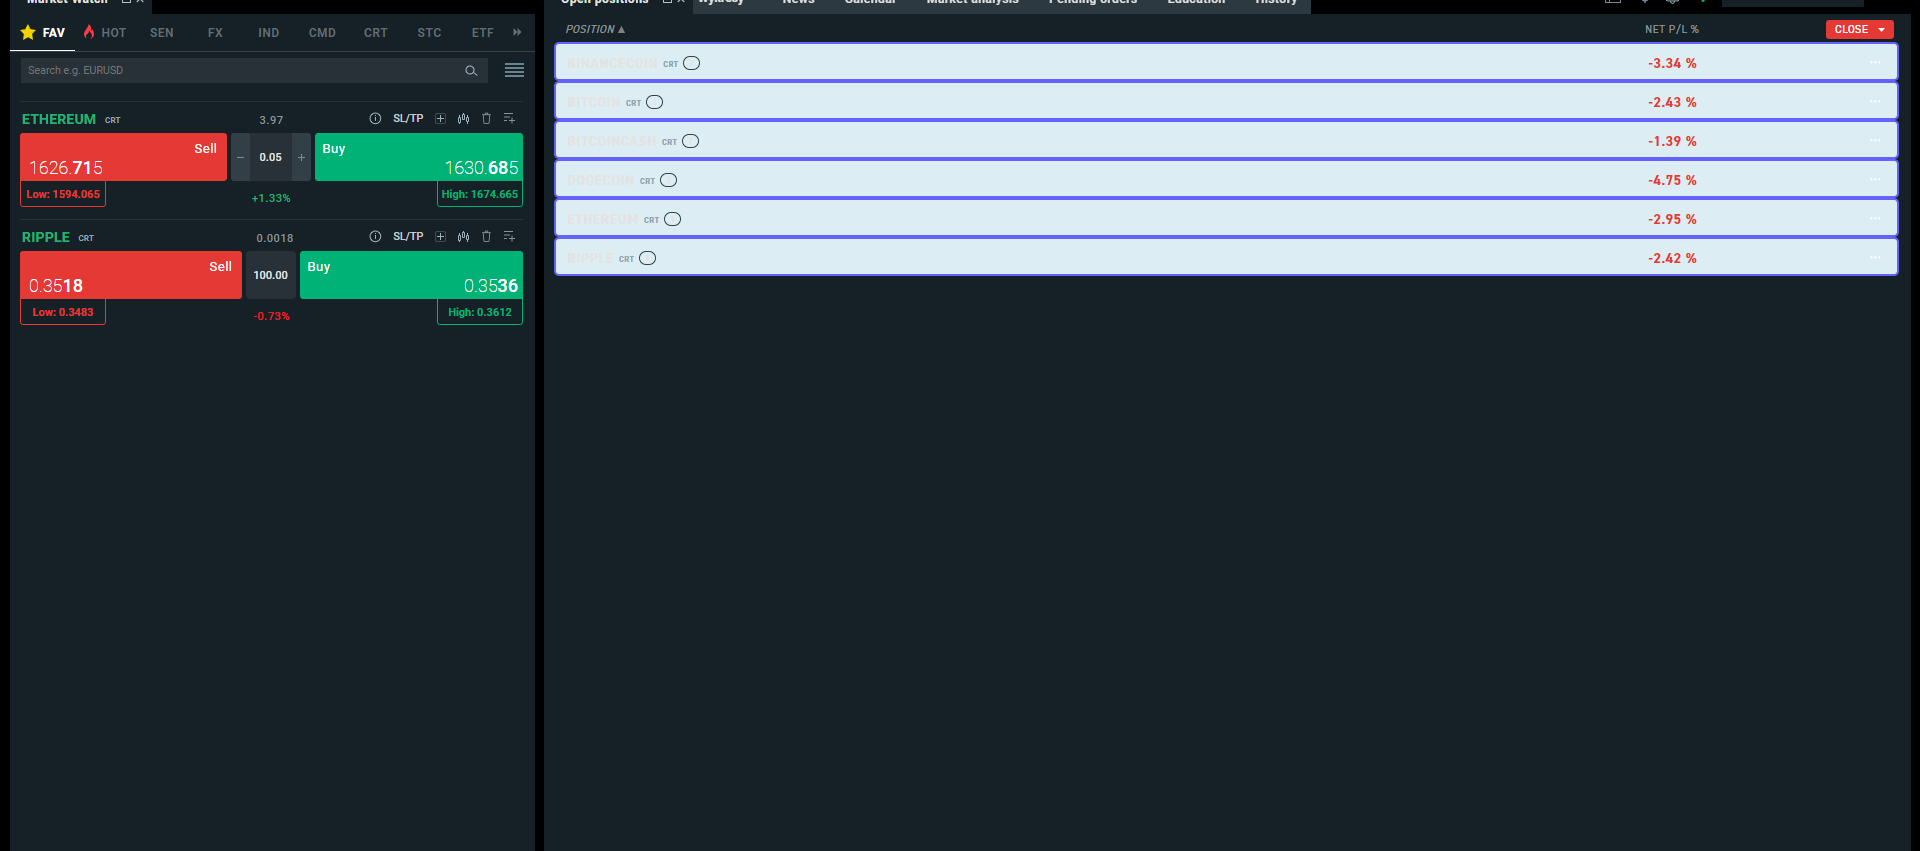 Market Watch
FAV HOT SEN FX IND CMD CRT STC ETF
Search e.g. EURUSD
ETHEREUM CRT 3.97 SL/TP
Sell 0.05 Buy
1626.715 1630.685
Low: 1594.065 +1.33% High: 1674.665
RIPPLE CRT 0.0018 SL/TP
Sell 100.00 Buy
0.3518 0.3536
Low: 0.3483 -0.73% High: 0.3612
Open positions Wykresy News Calendar Market analysis Pending orders Education History
POSITION ▲ NET P/L % CLOSE
BINANCECOIN CRT -3.34 %
BITCOIN CRT -2.43 %
BITCOINCASH CRT -1.39 %
DOGECOIN CRT -4.75 %
ETHEREUM CRT -2.95 %
RIPPLE CRT -2.42 %